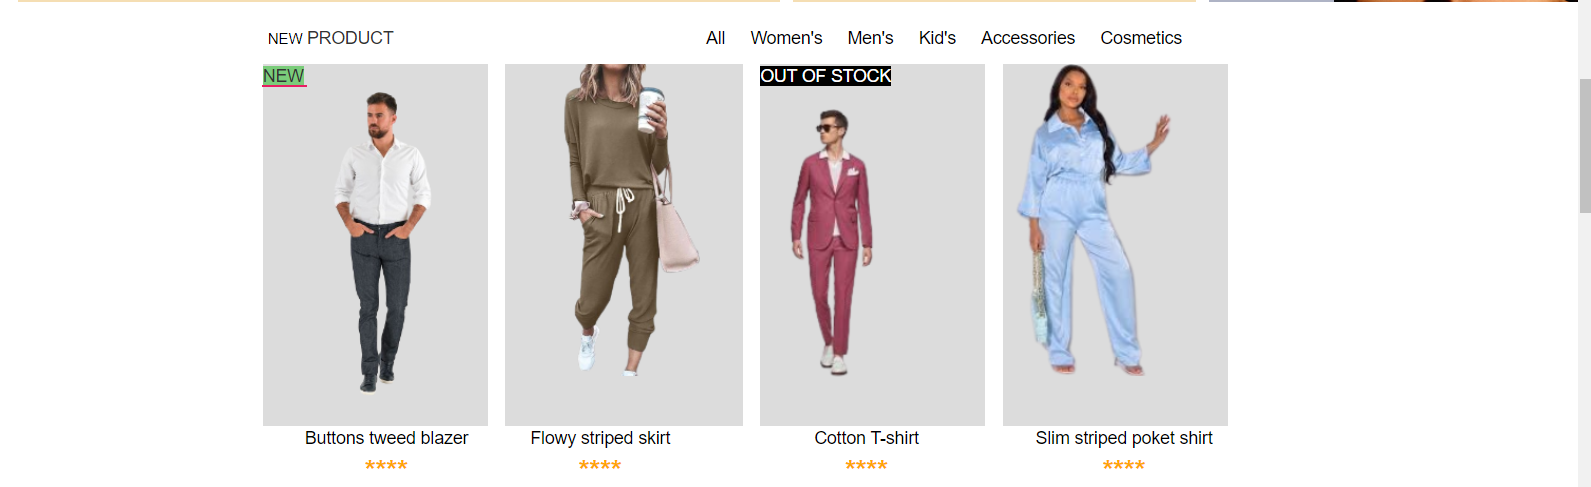 NEW PRODUCT All Women's Men's Kid's Accessories Cosmetics
NEW
OUT OF STOCK
Buttons tweed blazer Flowy striped skirt Cotton T-shirt Slim striped poket shirt
**** **** **** ****